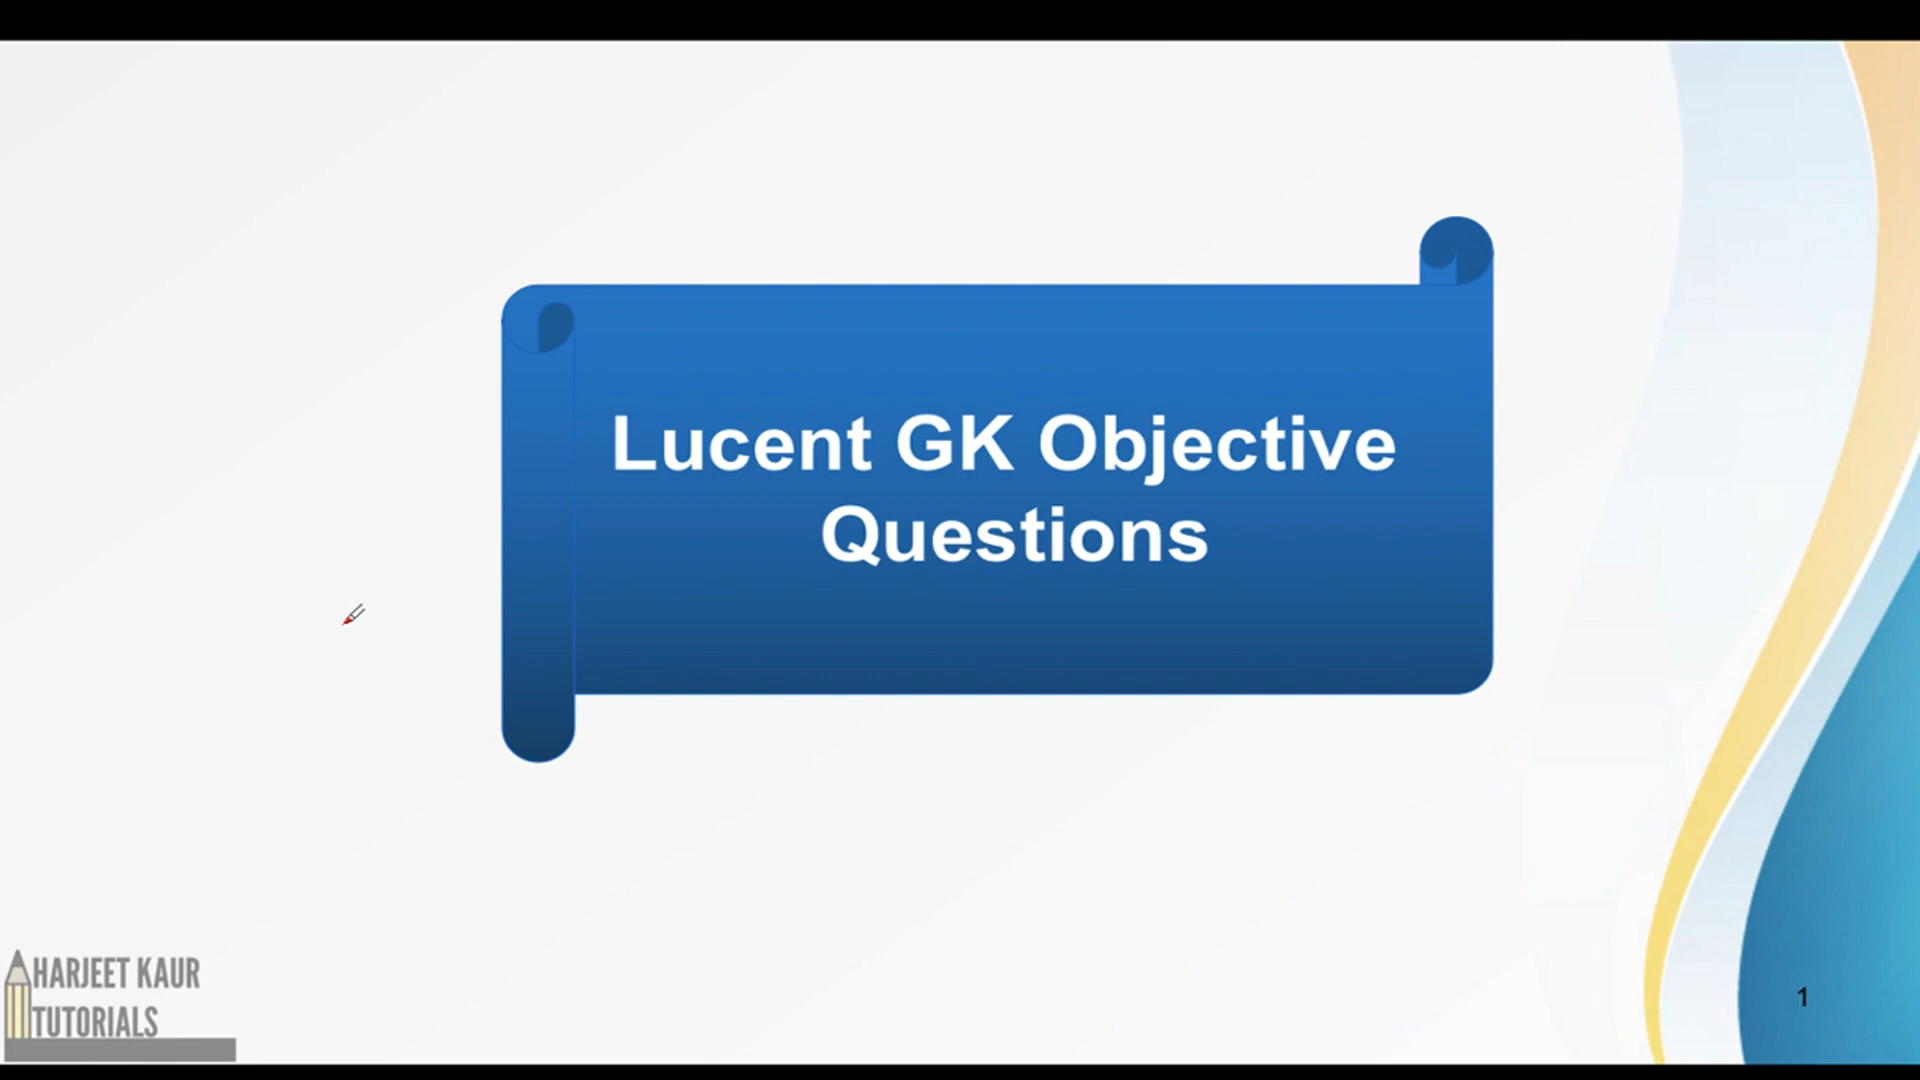 Lucent GK Objective
Questions
HARJEET KAUR
TUTORIALS
1